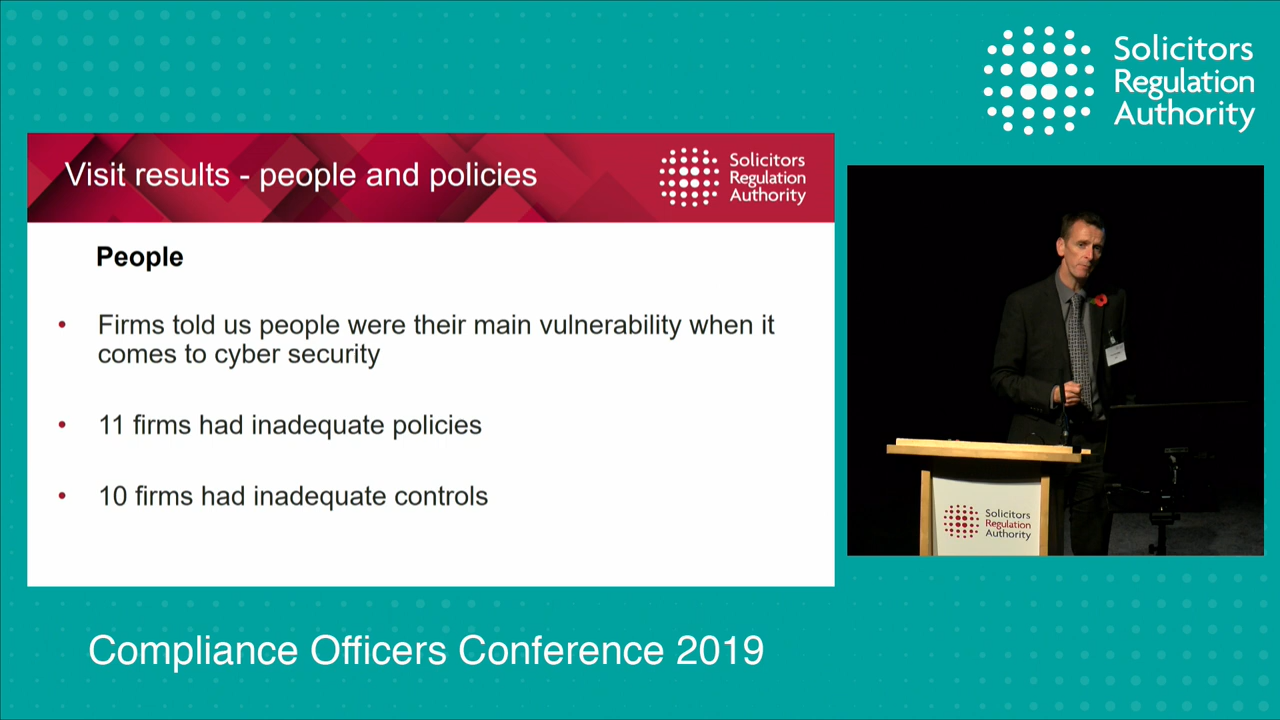 Solicitors
Regulation
Authority
Visit results - people and policies
Solicitors
Regulation
Authority
People
• Firms told us people were their main vulnerability when it
comes to cyber security
• 11 firms had inadequate policies
• 10 firms had inadequate controls
Solicitors
Regulation
Authority
Compliance Officers Conference 2019